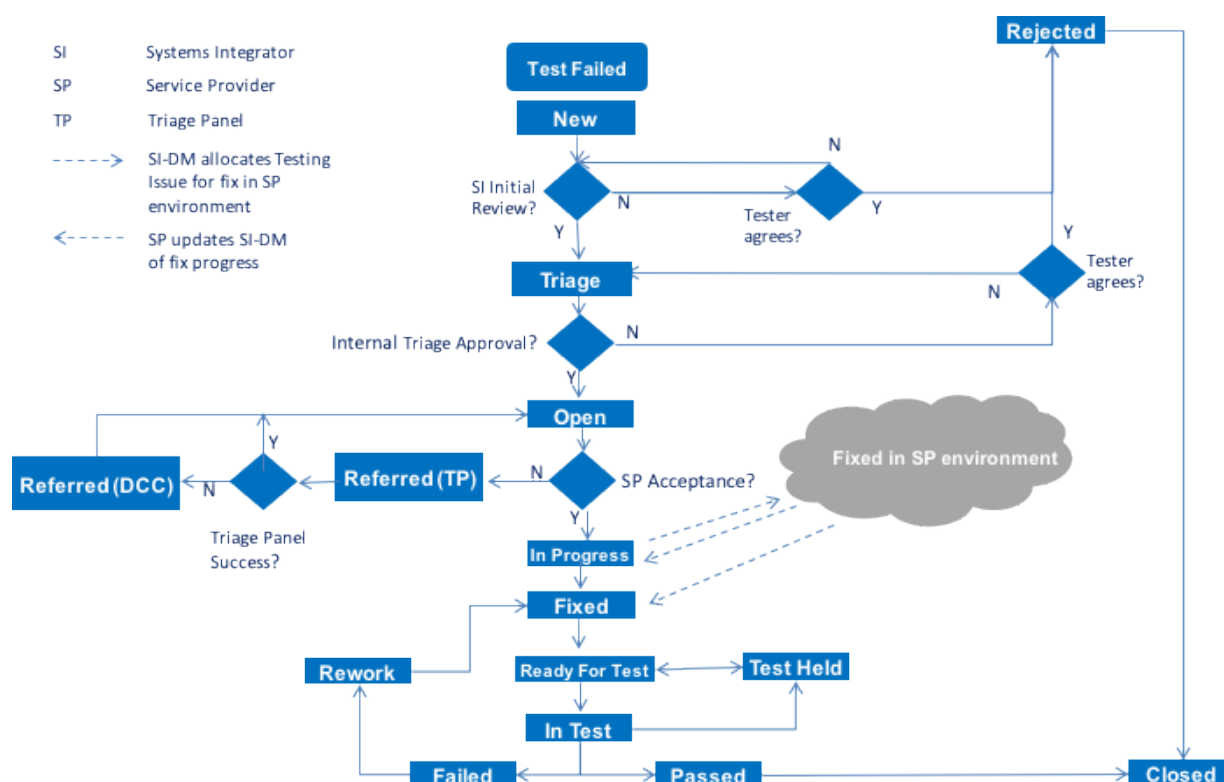 SI Systems Integrator
SP Service Provider
TP Triage Panel
SI-DM allocates Testing
Issue for fix in SP
environment
SP updates SI-DM
of fix progress
Test Failed
New
Rejected
SI Initial
Review?
N
N
Y
Tester
agrees?
Y
Triage
Y
N
Tester
agrees?
Internal Triage Approval?
N
Y
Open
Fixed in SP environment
Referred (DCC)
N
Y
Triage Panel
Success?
Referred (TP)
N
SP Acceptance?
Y
In Progress
Fixed
Rework
Ready For Test
Test Held
In Test
Failed
Passed
Closed